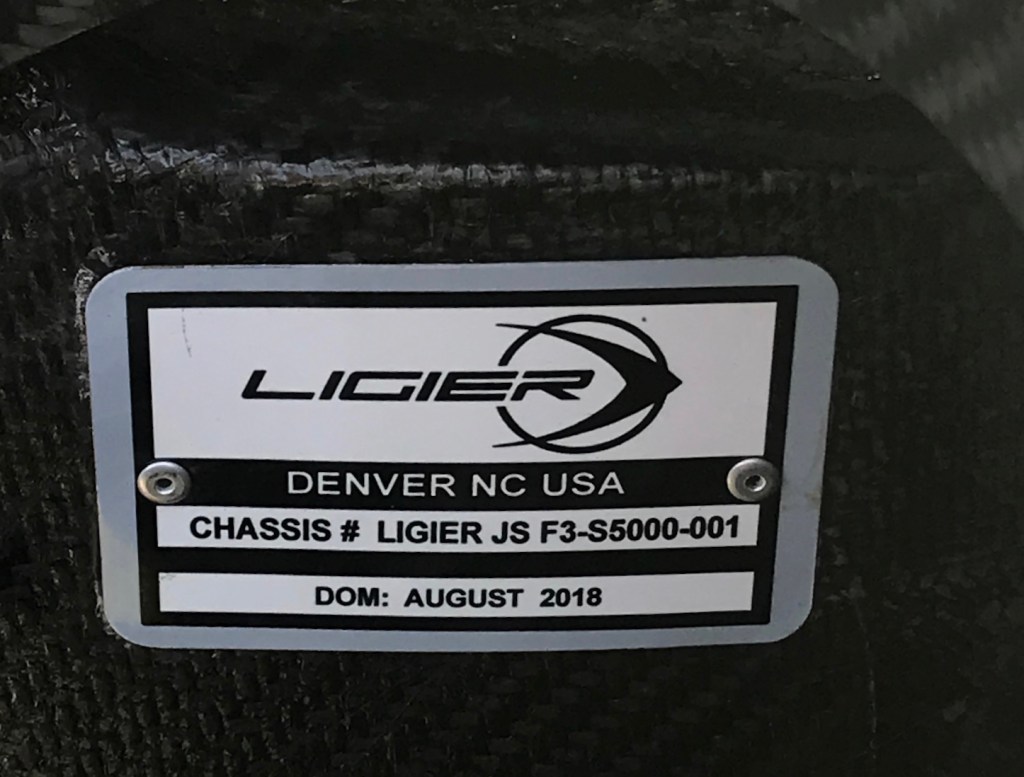 LIGIER
DENVER NC USA
CHASSIS # LIGIER JS F3-S5000-001
DOM: AUGUST 2018